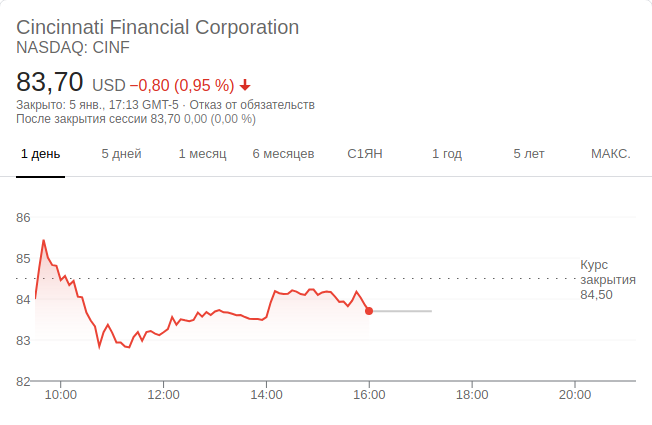 Cincinnati Financial Corporation
NASDAQ: CINF
83,70 USD −0,80 (0,95 %)
Закрыто: 5 янв., 17:13 GMT-5 · Отказ от обязательств
После закрытия сессии 83,70 0,00 (0,00 %)
1 день 5 дней 1 месяц 6 месяцев С1ЯН 1 год 5 лет МАКС.
86
85
Курс
закрытия
84,50
84
83
82
10:00 12:00 14:00 16:00 18:00 20:00